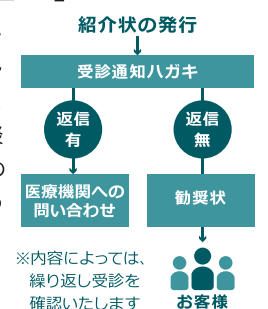 紹介状の発行
受診通知ハガキ
返信
有
返信
無
医療機関への
問い合わせ
勧奨状
※内容によっては、
繰り返し受診を
確認いたします
お客様